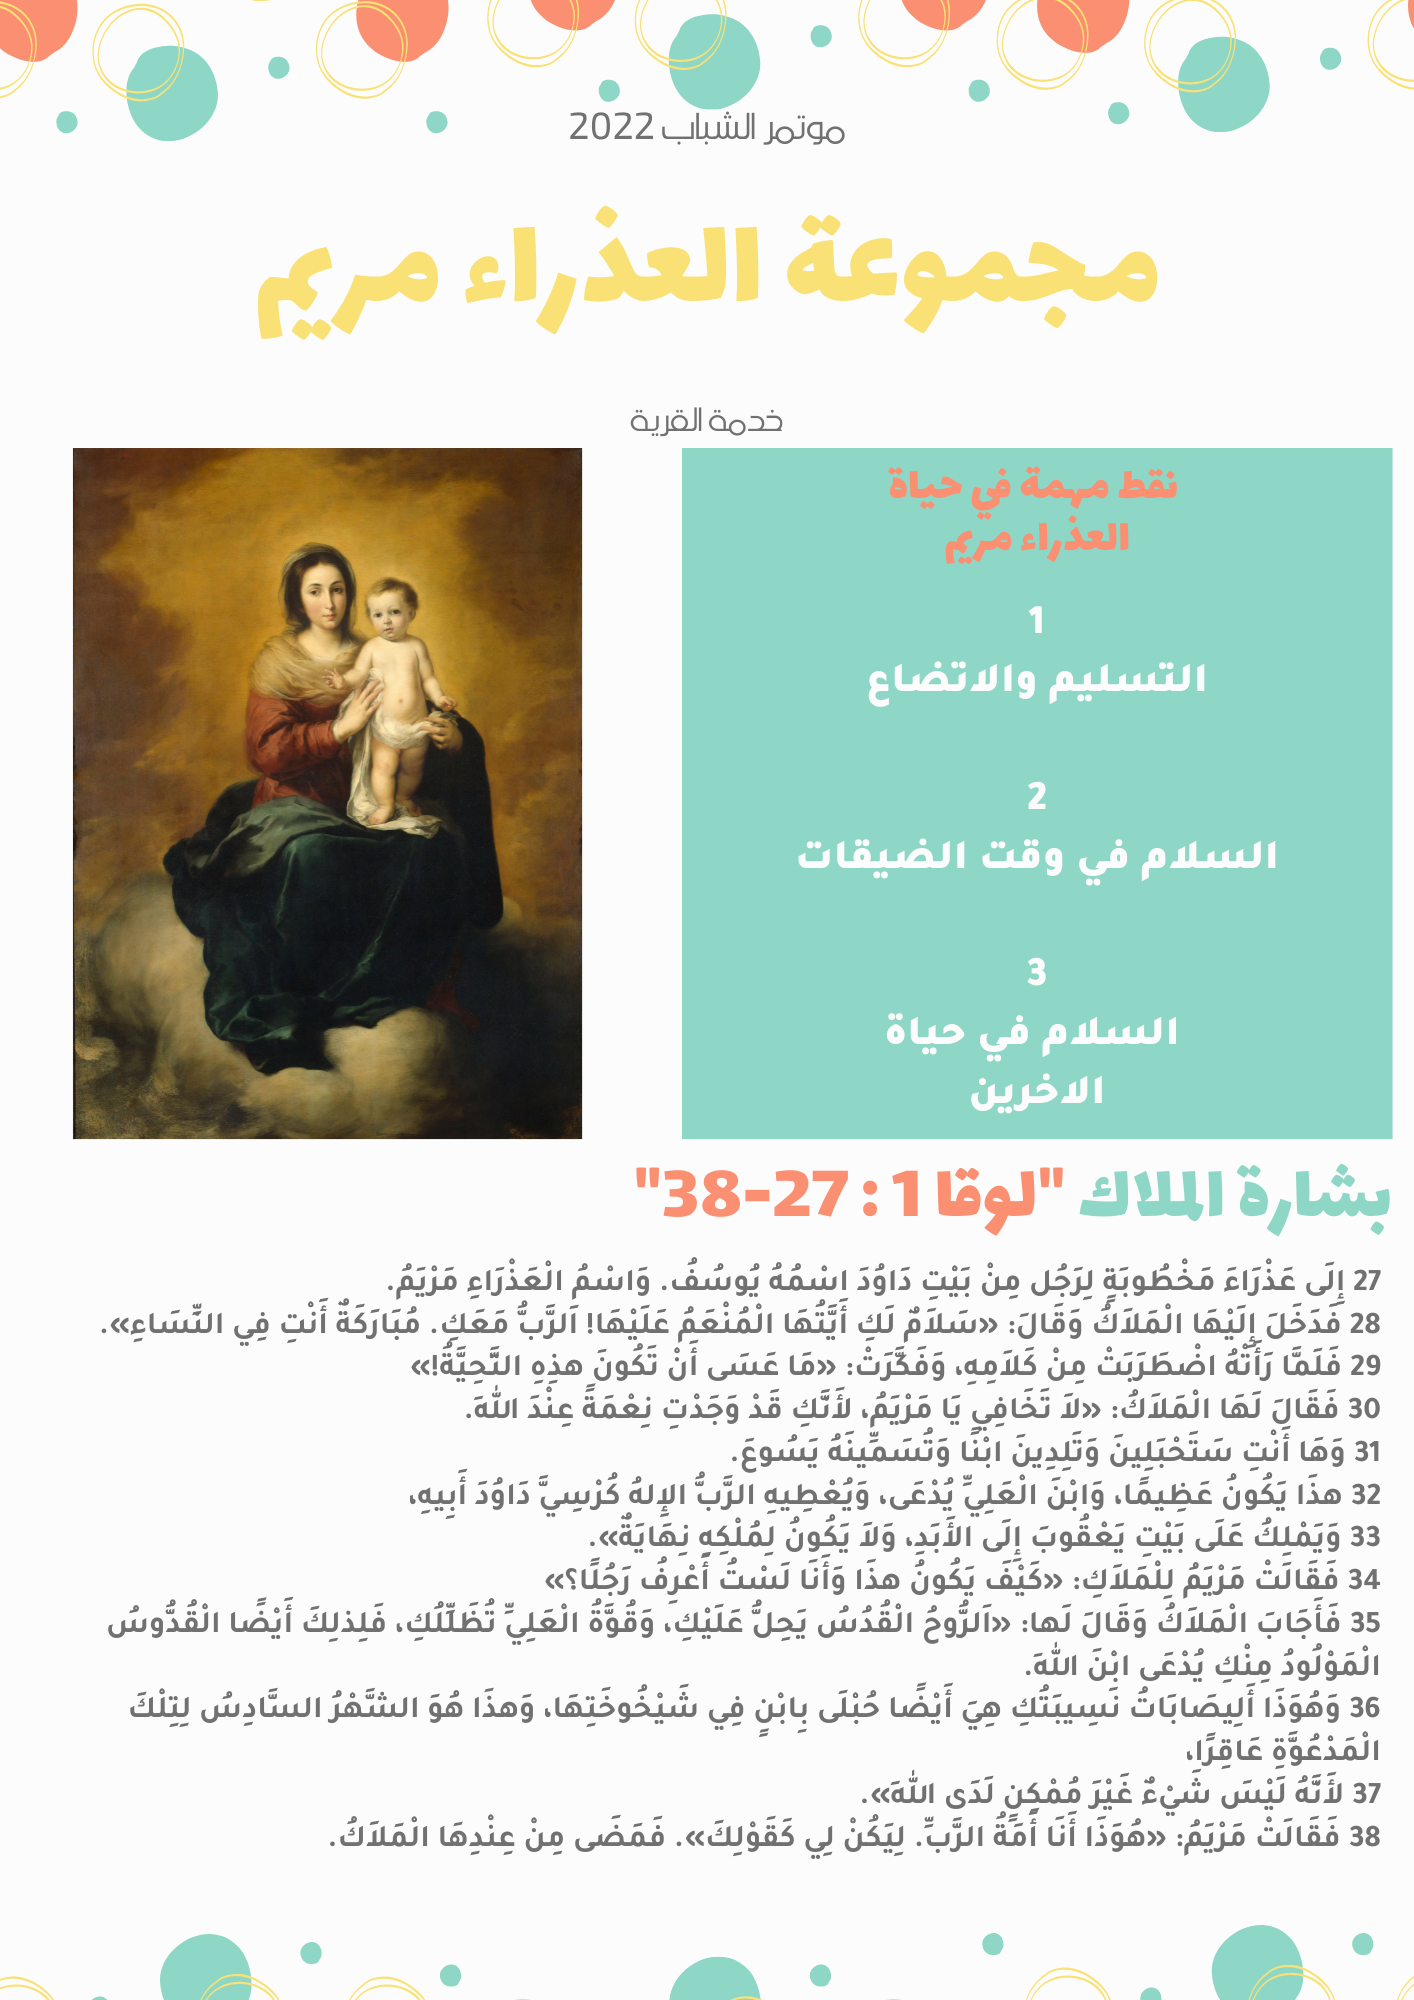 موتمر الشباب 2022
مجموعة العذراء مريم
خدمة القرية
نقط مهمة في حياة
العذراء مريم
1
التسليم والاتضاع
2
السلام في وقت الضيقات
3
السلام في حياة
الاخرين
بشارة الملاك "لوقا 1 : 27-38"
27 إِلَى عَذْرَاءَ مَخْطُوبَةٍ لِرَجُل مِنْ بَيْتِ دَاوُدَ اسْمُهُ يُوسُفُ. وَاسْمُ الْعَذْرَاءِ مَرْيَمُ.
28 فَدَخَلَ إِلَيْهَا الْمَلاَكُ وَقَالَ: «سَلاَمٌ لَكِ أَيَّتُهَا الْمُنْعَمُ عَلَيْهَا! اَلرَّبُّ مَعَكِ. مُبَارَكَةٌ أَنْتِ فِي النِّسَاءِ».
29 فَلَمَّا رَأَتْهُ اضْطَرَبَتْ مِنْ كَلاَمِهِ، وَفَكَّرَتْ: «مَا عَسَى أَنْ تَكُونَ هذِهِ التَّحِيَّةُ!»
30 فَقَالَ لَهَا الْمَلاَكُ: «لاَ تَخَافِي يَا مَرْيَمُ، لأَنَّكِ قَدْ وَجَدْتِ نِعْمَةً عِنْدَ اللهَ.
31 وَهَا أَنْتِ سَتَحْبَلِينَ وَتَلِدِينَ ابْنًا وَتُسَمِّينَهُ يَسُوعَ.
32 هذَا يَكُونُ عَظِيمًا، وَابْنَ الْعَلِيِّ يُدْعَى، وَيُعْطِيهِ الرَّبُّ الإِلهُ كُرْسِيَّ دَاوُدَ أَبِيهِ،
33 وَيَمْلِكُ عَلَى بَيْتِ يَعْقُوبَ إِلَى الأَبَدِ، وَلاَ يَكُونُ لِمُلْكِهِ نِهَايَةٌ».
34 فَقَالَتْ مَرْيَمُ لِلْمَلاَكِ: «كَيْفَ يَكُونُ هذَا وَأَنَا لَسْتُ أَعْرِفُ رَجُلًا؟»
35 فَأَجَابَ الْمَلاَكُ وَقَالَ لَها: «اَلرُّوحُ الْقُدُسُ يَحِلُّ عَلَيْكِ، وَقُوَّةُ الْعَلِيِّ تُظَلِّلُكِ، فَلِذلِكَ أَيْضًا الْقُدُّوسُ
الْمَوْلُودُ مِنْكِ يُدْعَى ابْنَ اللهَ.
36 وَهُوَذَا أَلِيصَابَاتُ نَسِيبَتُكِ هِيَ أَيْضًا حُبْلَى بِابْنٍ فِي شَيْخُوخَتِهَا، وَهذَا هُوَ الشَّهْرُ السَّادِسُ لِتِلْكَ
الْمَدْعُوَّةِ عَاقِرًا،
37 لأَنَّهُ لَيْسَ شَيْءٌ غَيْرَ مُمْكِنٍ لَدَى اللهَ».
38 فَقَالَتْ مَرْيَمُ: «هُوَذَا أَنَا أَمَةُ الرَّبِّ. لِيَكُنْ لِي كَقَوْلِكَ». فَمَضَى مِنْ عِنْدِهَا الْمَلاَكُ.